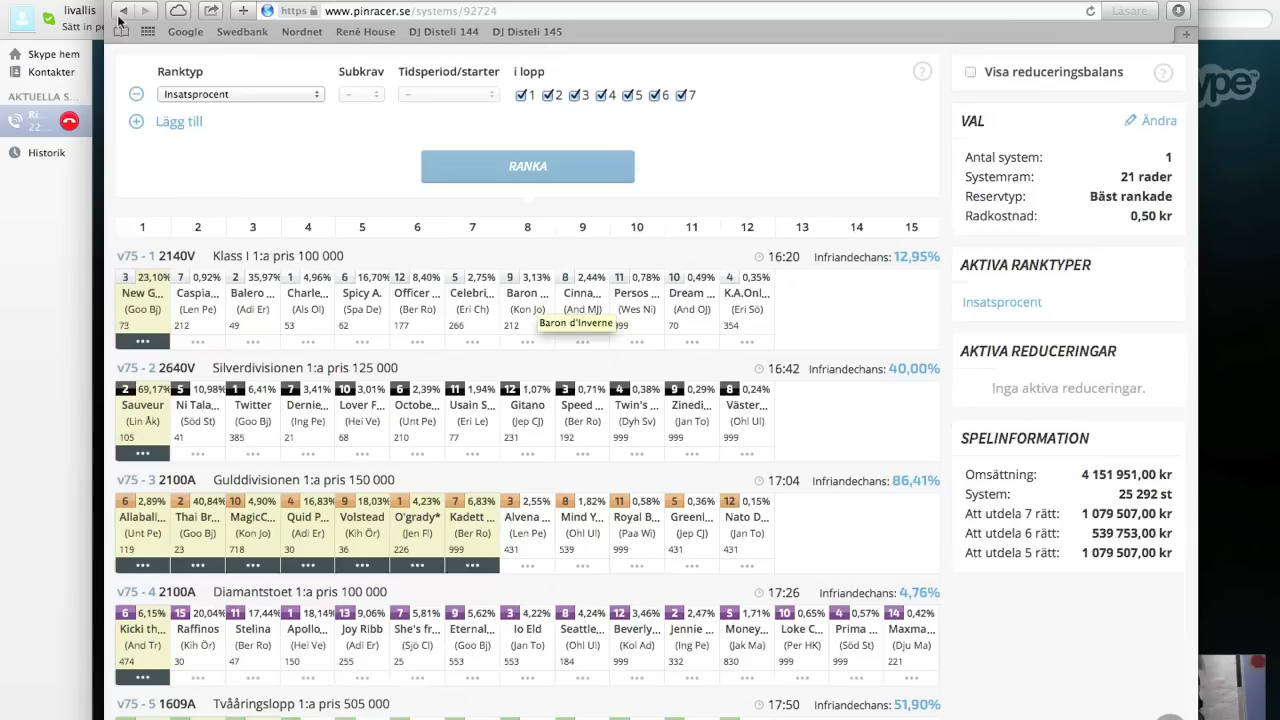 livallis
Sätt in pe
Skype hem
Kontakter
AKTUELLA S...
Ri...
22:...
Historik
https www.pinracer.se/systems/92724
Läsare
Google Swedbank Nordnet Renè House DJ Disteli 144 DJ Disteli 145
ype
Ranktyp Subkrav Tidsperiod/starter i lopp
Insatsprocent – – 1 2 3 4 5 6 7
Lägg till
RANKA
1 2 3 4 5 6 7 8 9 10 11 12 13 14 15
v75 - 1 2140V Klass I 1:a pris 100 000 16:20 Infriandechans: 12,95%
3 23,10% 7 0,92% 2 35,97% 1 4,96% 6 16,70% 12 8,40% 5 2,75% 9 3,13% 8 2,44% 11 0,78% 10 0,49% 4 0,35%
New G... Caspia... Balero ... Charle... Spicy A. Officer ... Celebri... Baron ... Cinna... Persos ... Dream ... K.A.Onl...
(Goo Bj) (Len Pe) (Adi Er) (Als Ol) (Spa De) (Ber Ro) (Eri Ch) (Kon Jo) (And MJ) (Wes Ni) (And OJ) (Eri Sö)
Baron d'Inverne
73 212 49 53 62 177 266 212 999 70 354
v75 - 2 2640V Silverdivisionen 1:a pris 125 000 16:42 Infriandechans: 40,00%
2 69,17% 5 10,98% 1 6,41% 7 3,41% 10 3,01% 6 2,39% 11 1,94% 12 1,07% 3 0,71% 4 0,38% 9 0,29% 8 0,24%
Sauveur Ni Tala... Twitter Dernie... Lover F... Octobe... Usain S... Gitano Speed ... Twin's ... Zinedi... Väster...
(Lin Åk) (Söd St) (Goo Bj) (Ing Pe) (Hei Ve) (Unt Pe) (Eri Le) (Jep CJ) (Ber Ro) (Dyh Sv) (Jan To) (Ohl Ul)
105 41 385 21 68 210 77 231 192 999 999 999
v75 - 3 2100A Gulddivisionen 1:a pris 150 000 17:04 Infriandechans: 86,41%
6 2,89% 2 40,84% 10 4,90% 4 16,83% 9 18,03% 1 4,23% 7 6,83% 3 2,55% 8 1,82% 11 0,58% 5 0,36% 12 0,15%
Allaball... Thai Br... MagicC... Quid P... Volstead O'grady* Kadett ... Alvena ... Mind Y... Royal B... Greenl... Nato D...
(Unt Pe) (Goo Bj) (Kon Jo) (Adi Er) (Kih Ör) (Jen Fl) (Ber Ro) (Len Pe) (Ohl Ul) (Paa Wi) (Jep CJ) (Jan To)
119 23 718 30 36 226 999 431 539 999 431 431
v75 - 4 2100A Diamantstoet 1:a pris 100 000 17:26 Infriandechans: 4,76%
6 6,15% 15 20,04% 11 17,44% 1 18,14% 13 9,06% 7 5,81% 9 5,62% 3 4,22% 8 4,24% 12 3,46% 2 2,47% 5 1,71% 10 0,65% 4 0,57% 14 0,42%
Kicki th... Raffinos Stelina Apollo... Joy Ribb She's fr... Eternal... Io Eld Seattle... Beverly... Jennie ... Money... Loke C... Prima ... Maxma...
(And Tr) (Kih Ör) (Ber Ro) (Hei Ve) (Adi Er) (Sjö Cl) (Goo Bj) (Jan To) (Ohl Ul) (Kol Ad) (Ing Pe) (Jak Ma) (Per HK) (Söd St) (Dju Ma)
474 30 47 150 255 25 553 553 184 999 332 830 999 999 221
v75 - 5 1609A Tvååringslopp 1:a pris 505 000 17:50 Infriandechans: 51,90%
Visa reduceringsbalans
VAL Ändra
Antal system: 1
Systemram: 21 rader
Reservtyp: Bäst rankade
Radkostnad: 0,50 kr
AKTIVA RANKTYPER
Insatsprocent
AKTIVA REDUCERINGAR
Inga aktiva reduceringar.
SPELINFORMATION
Omsättning: 4 151 951,00 kr
System: 25 292 st
Att utdela 7 rätt: 1 079 507,00 kr
Att utdela 6 rätt: 539 753,00 kr
Att utdela 5 rätt: 1 079 507,00 kr